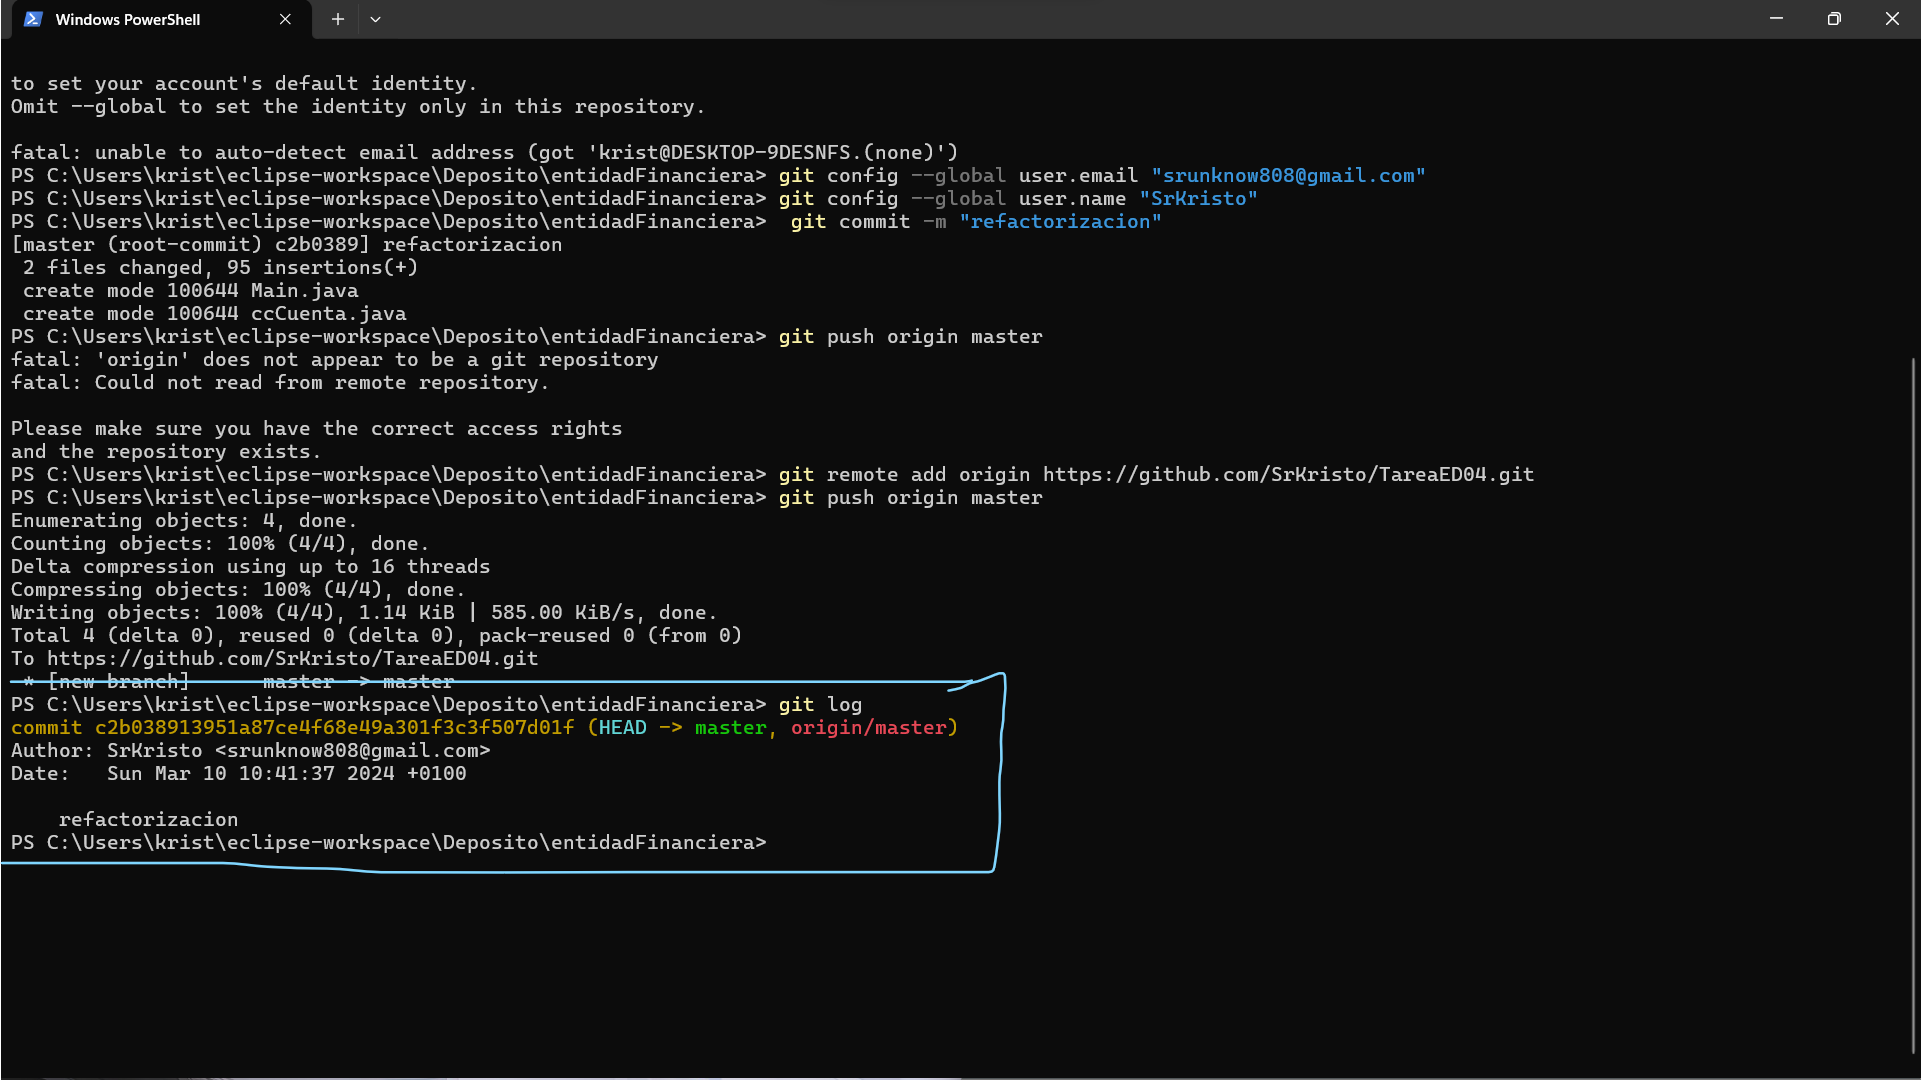 Windows PowerShell
to set your account's default identity.
Omit --global to set the identity only in this repository.
fatal: unable to auto-detect email address (got 'krist@DESKTOP-9DESNFS.(none)')
PS C:\Users\krist\eclipse-workspace\Deposito\entidadFinanciera> git config --global user.email "srunknow808@gmail.com"
PS C:\Users\krist\eclipse-workspace\Deposito\entidadFinanciera> git config --global user.name "SrKristo"
PS C:\Users\krist\eclipse-workspace\Deposito\entidadFinanciera>  git commit -m "refactorizacion"
[master (root-commit) c2b0389] refactorizacion
 2 files changed, 95 insertions(+)
 create mode 100644 Main.java
 create mode 100644 ccCuenta.java
PS C:\Users\krist\eclipse-workspace\Deposito\entidadFinanciera> git push origin master
fatal: 'origin' does not appear to be a git repository
fatal: Could not read from remote repository.
Please make sure you have the correct access rights
and the repository exists.
PS C:\Users\krist\eclipse-workspace\Deposito\entidadFinanciera> git remote add origin https://github.com/SrKristo/TareaED04.git
PS C:\Users\krist\eclipse-workspace\Deposito\entidadFinanciera> git push origin master
Enumerating objects: 4, done.
Counting objects: 100% (4/4), done.
Delta compression using up to 16 threads
Compressing objects: 100% (4/4), done.
Writing objects: 100% (4/4), 1.14 KiB | 585.00 KiB/s, done.
Total 4 (delta 0), reused 0 (delta 0), pack-reused 0 (from 0)
To https://github.com/SrKristo/TareaED04.git
 * [new branch]      master -> master
PS C:\Users\krist\eclipse-workspace\Deposito\entidadFinanciera> git log
commit c2b038913951a87ce4f68e49a301f3c3f507d01f (HEAD -> master, origin/master)
Author: SrKristo <srunknow808@gmail.com>
Date:   Sun Mar 10 10:41:37 2024 +0100
    refactorizacion
PS C:\Users\krist\eclipse-workspace\Deposito\entidadFinanciera>